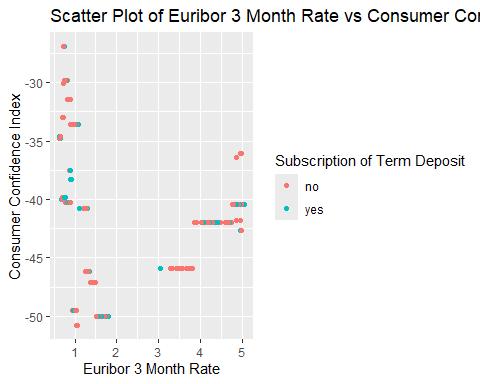 Scatter Plot of Euribor 3 Month Rate vs Consumer Co
Consumer Confidence Index
-30
-35
-40
-45
-50
1 2 3 4 5
Euribor 3 Month Rate
Subscription of Term Deposit
no
yes